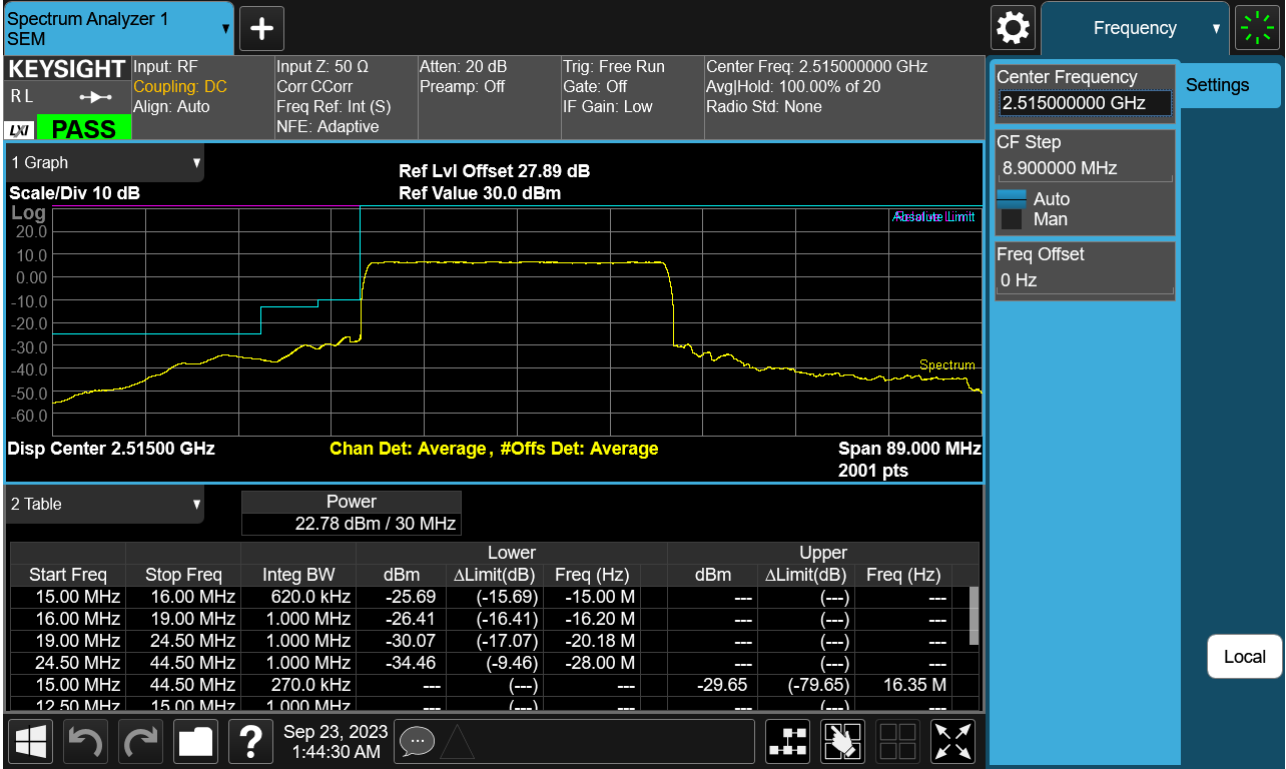 Spectrum Analyzer 1
SEM
Frequency
KEYSIGHT
R L
LXI
PASS
Input: RF
Coupling: DC
Align: Auto
Input Z: 50 Ω
Corr CCorr
Freq Ref: Int (S)
NFE: Adaptive
Atten: 20 dB
Preamp: Off
Trig: Free Run
Gate: Off
IF Gain: Low
Center Freq: 2.515000000 GHz
Avg|Hold: 100.00% of 20
Radio Std: None
Center Frequency
2.515000000 GHz
Settings
CF Step
8.900000 MHz
Auto
Man
Freq Offset
0 Hz
1 Graph
Ref Lvl Offset 27.89 dB
Scale/Div 10 dB
Ref Value 30.0 dBm
Log
Absolute Limit
20.0
10.0
0.00
-10.0
-20.0
-30.0
-40.0
-50.0
-60.0
Spectrum
Disp Center 2.51500 GHz
Chan Det: Average , #Offs Det: Average
Span 89.000 MHz
2001 pts
2 Table
Power
22.78 dBm / 30 MHz
Lower Upper
Start Freq Stop Freq Integ BW dBm ΔLimit(dB) Freq (Hz) dBm ΔLimit(dB) Freq (Hz)
15.00 MHz 16.00 MHz 620.0 kHz -25.69 (-15.69) -15.00 M --- (---) ---
16.00 MHz 19.00 MHz 1.000 MHz -26.41 (-16.41) -16.20 M --- (---) ---
19.00 MHz 24.50 MHz 1.000 MHz -30.07 (-17.07) -20.18 M --- (---) ---
24.50 MHz 44.50 MHz 1.000 MHz -34.46 (-9.46) -28.00 M --- (---) ---
15.00 MHz 44.50 MHz 270.0 kHz --- (---) --- -29.65 (-79.65) 16.35 M
12.50 MHz 15.00 MHz 1.000 MHz --- (---) --- --- (---) ---
Local
?
Sep 23, 2023
1:44:30 AM